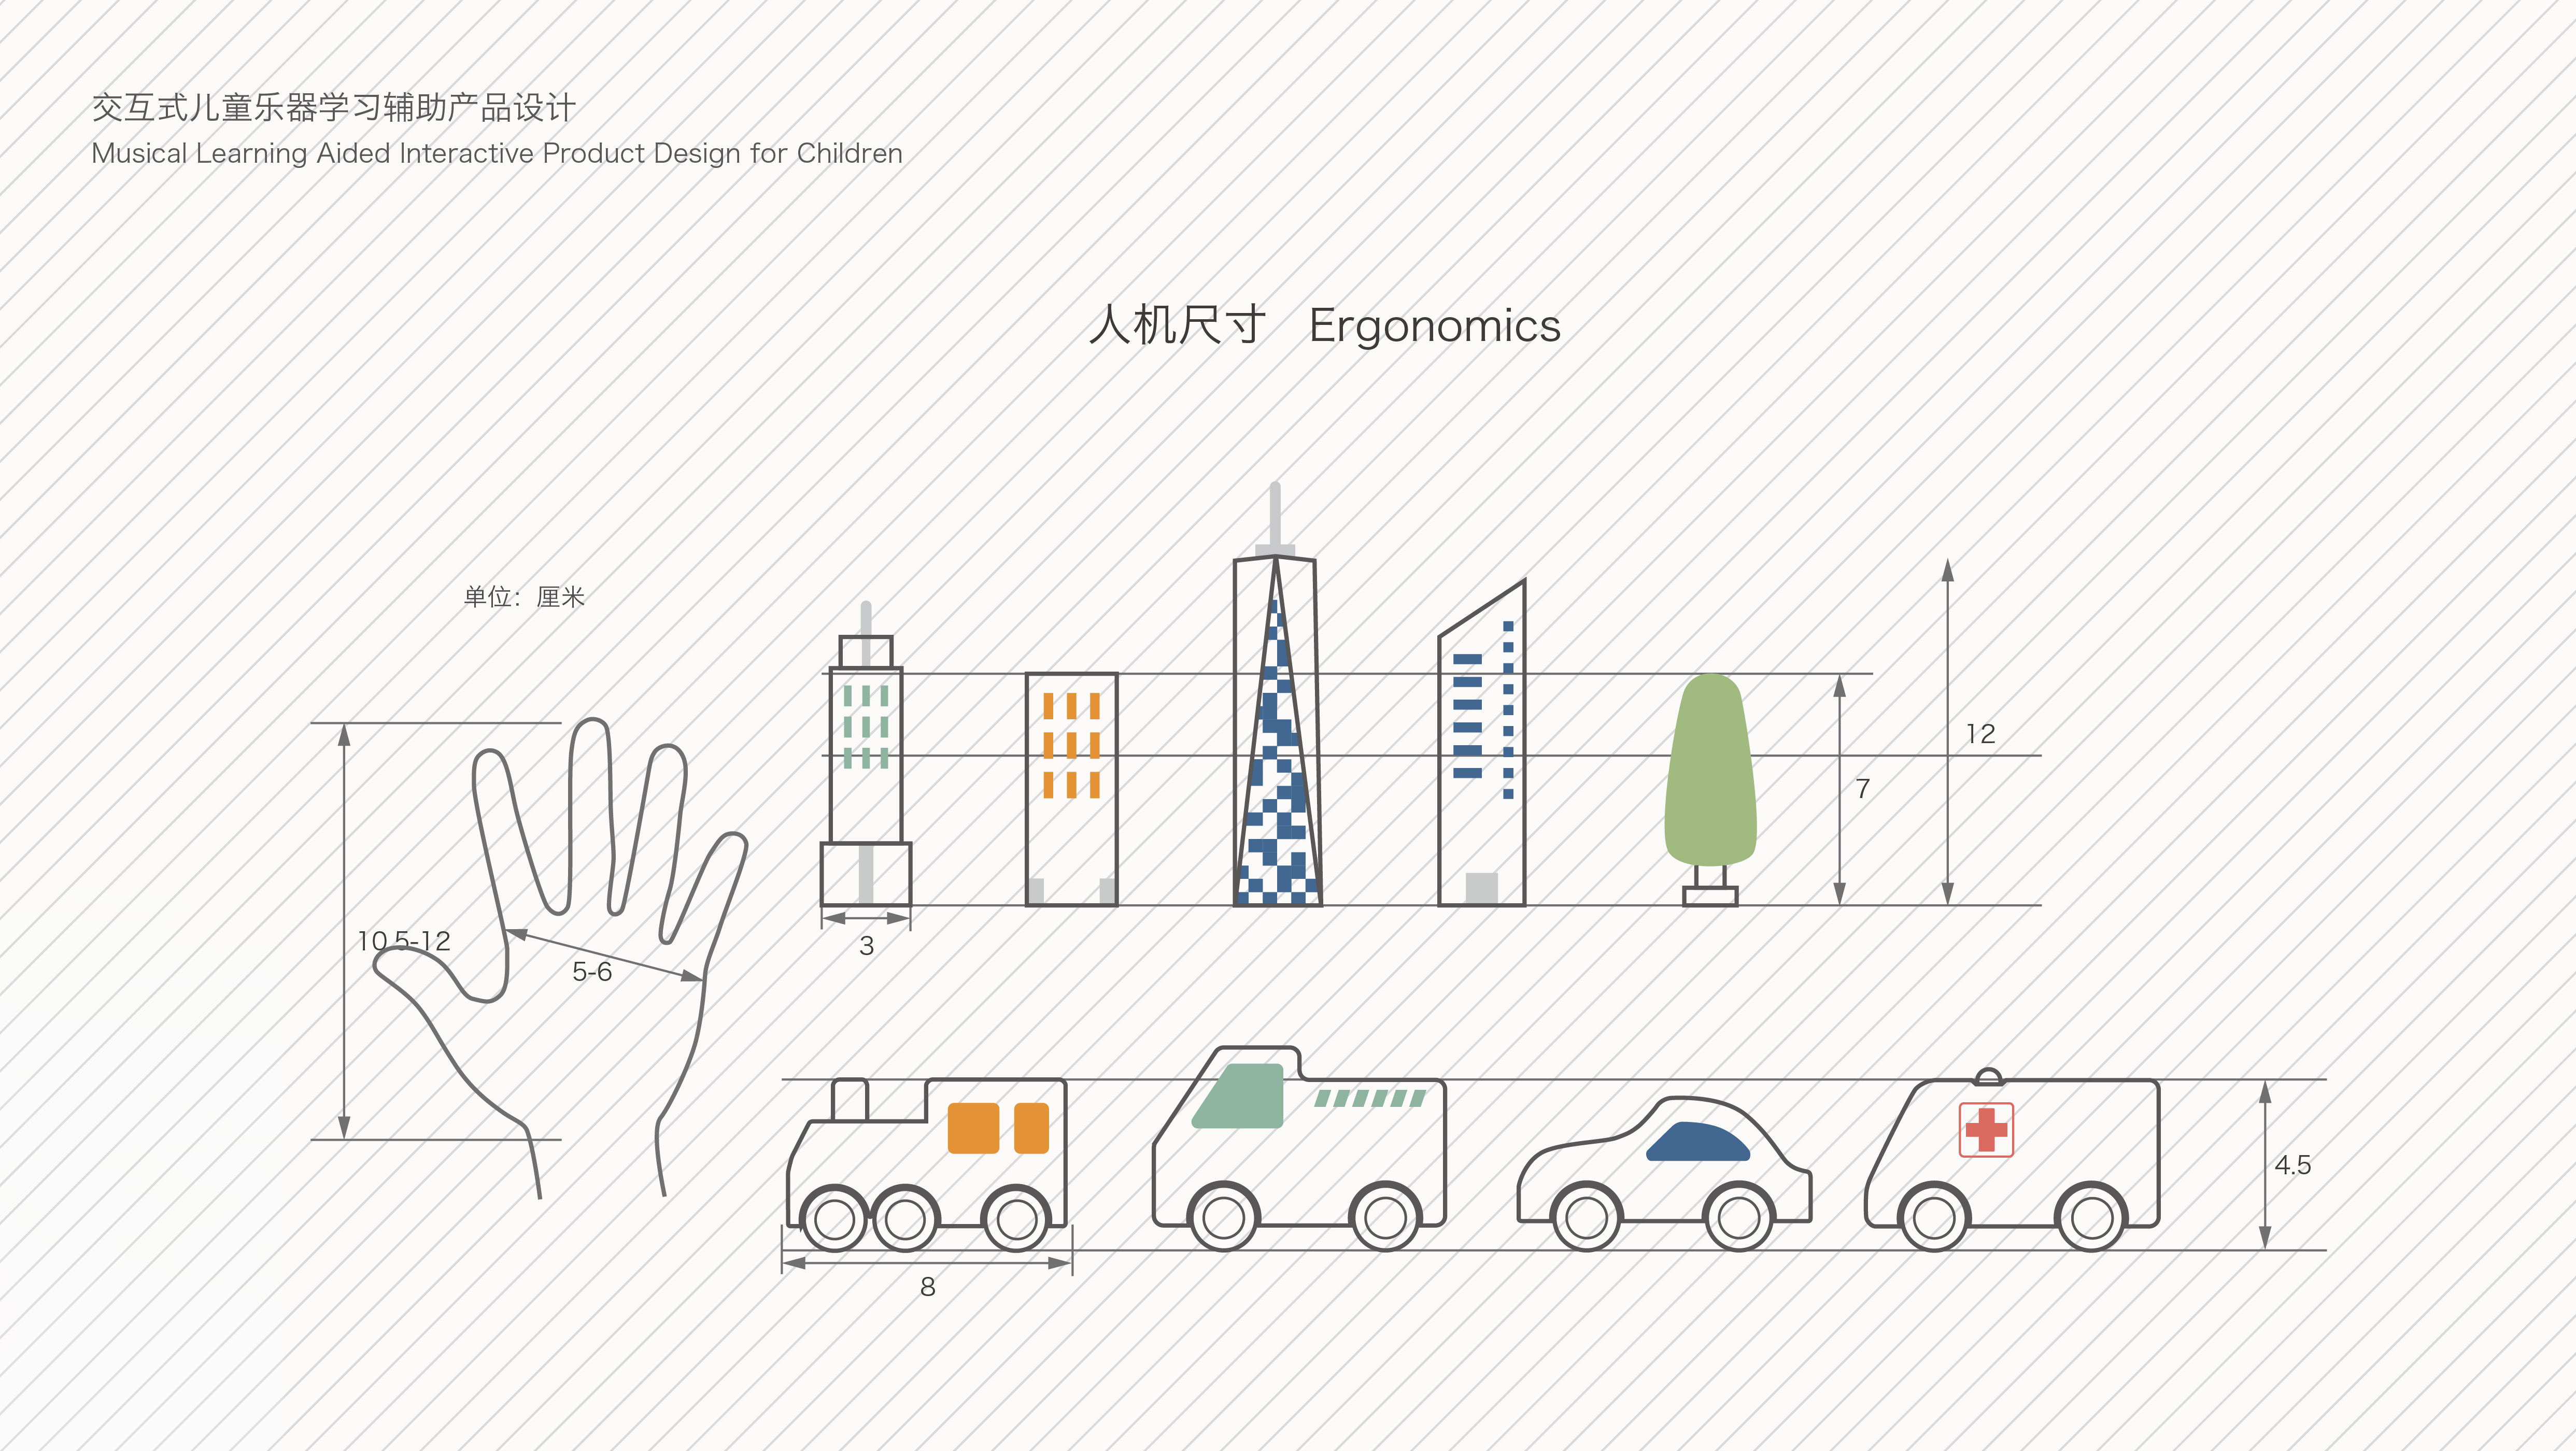 交互式儿童乐器学习辅助产品设计
Musical Learning Aided Interactive Product Design for Children
人机尺寸 Ergonomics
单位：厘米
12
7
10.5-12
3
5-6
4.5
8